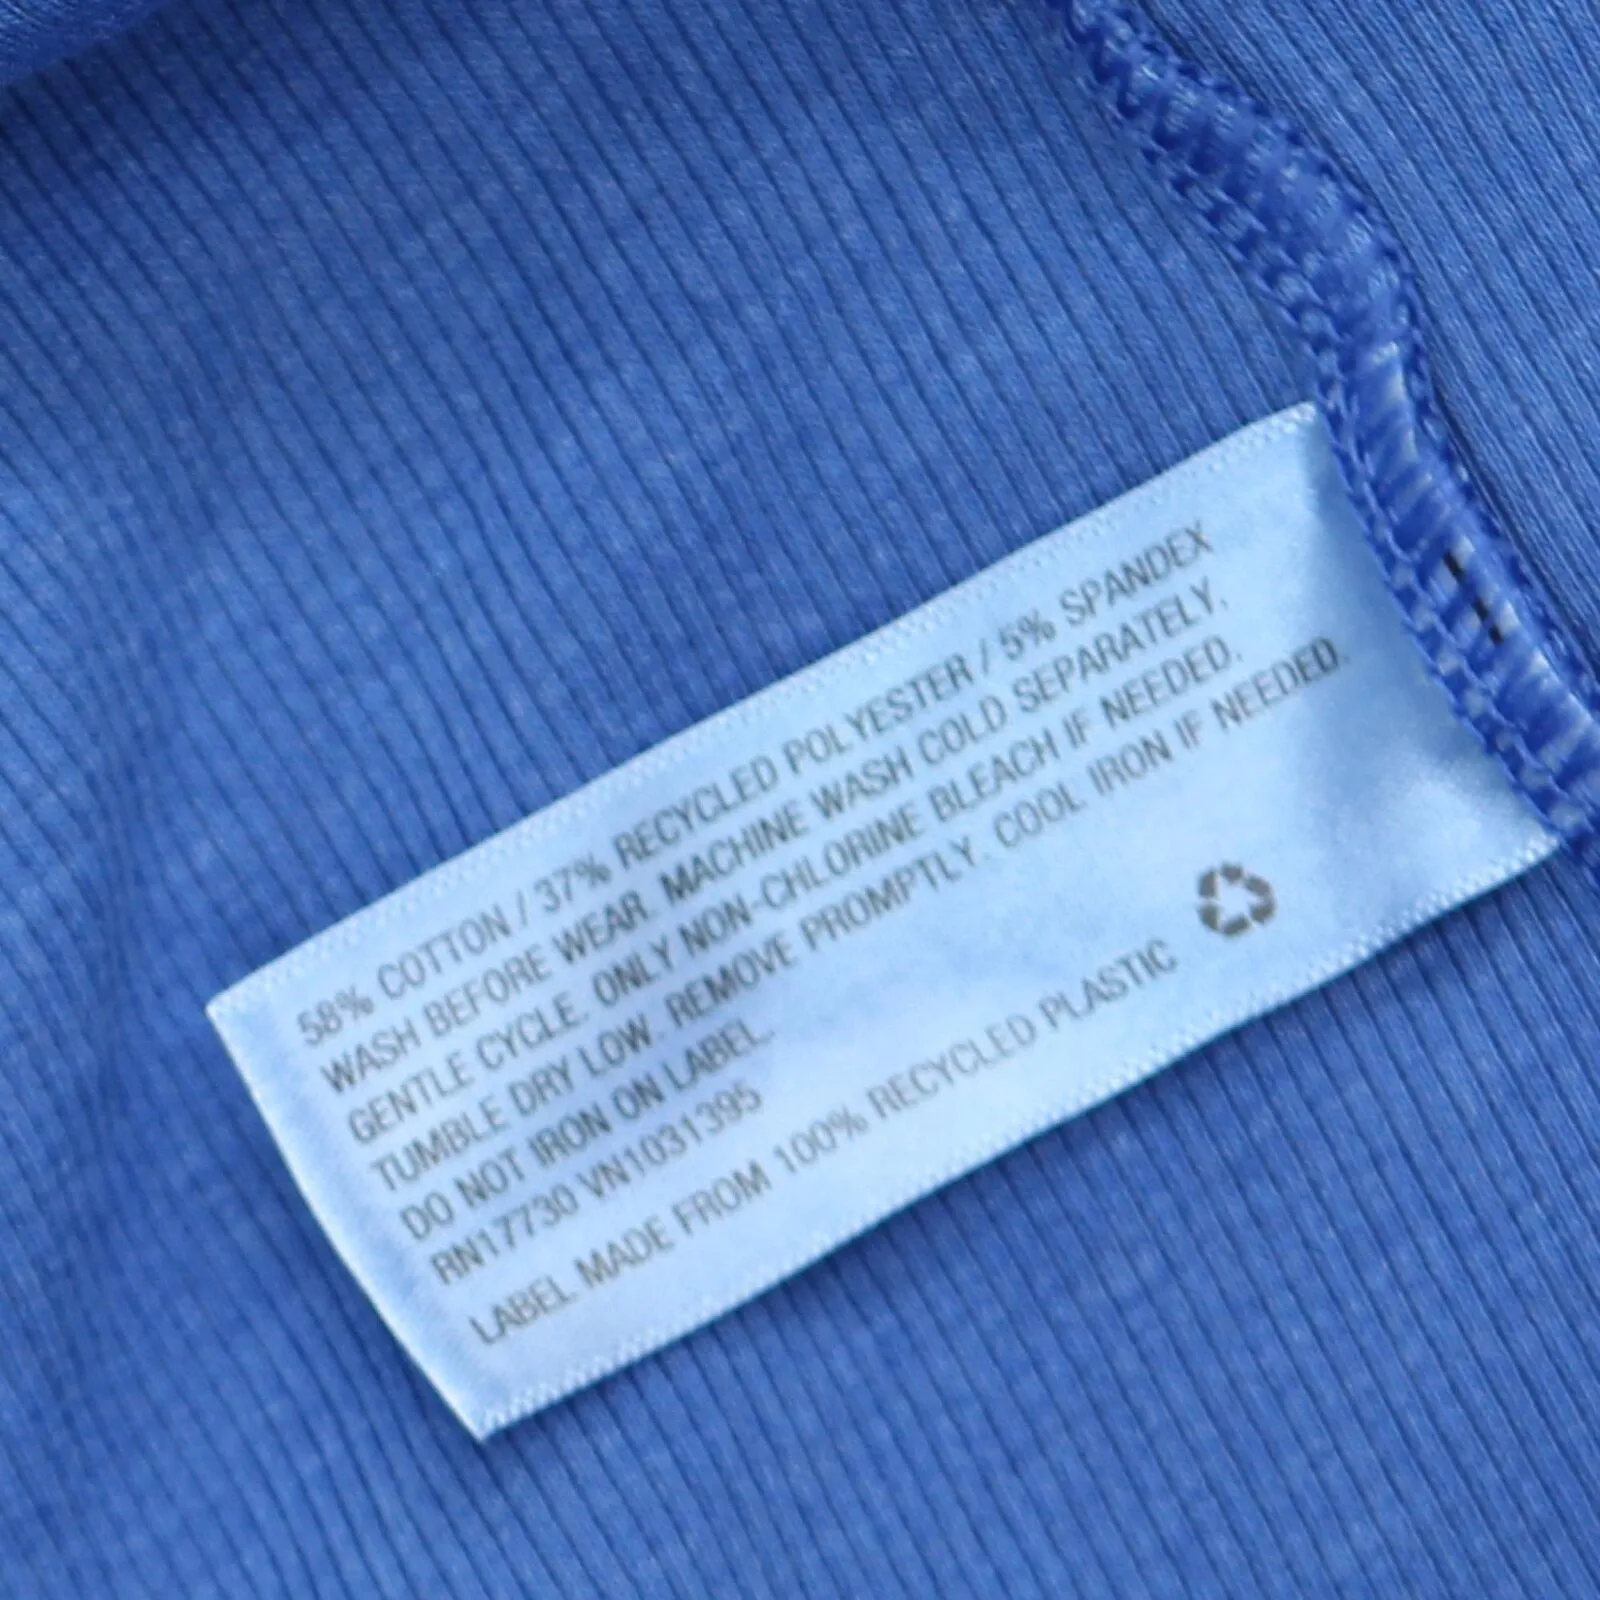 58% COTTON / 37% RECYCLED POLYESTER / 5% SPANDEX
WASH BEFORE WEAR. MACHINE WASH COLD SEPARATELY.
GENTLE CYCLE. ONLY NON-CHLORINE BLEACH IF NEEDED.
TUMBLE DRY LOW. REMOVE PROMPTLY. COOL IRON IF NEEDED.
DO NOT IRON ON LABEL.
RN17730 VN1031395
LABEL MADE FROM 100% RECYCLED PLASTIC